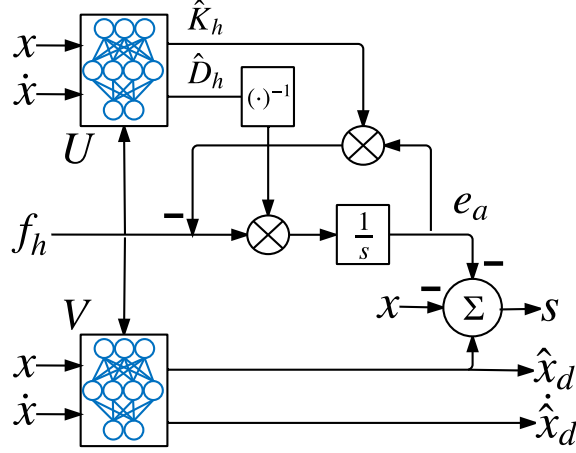 x K̂_h
ẋ D̂_h (·)⁻¹
U
e_a
− f_h 1/s
−
V x − Σ s
x x̂_d
ẋ ẋ̂_d